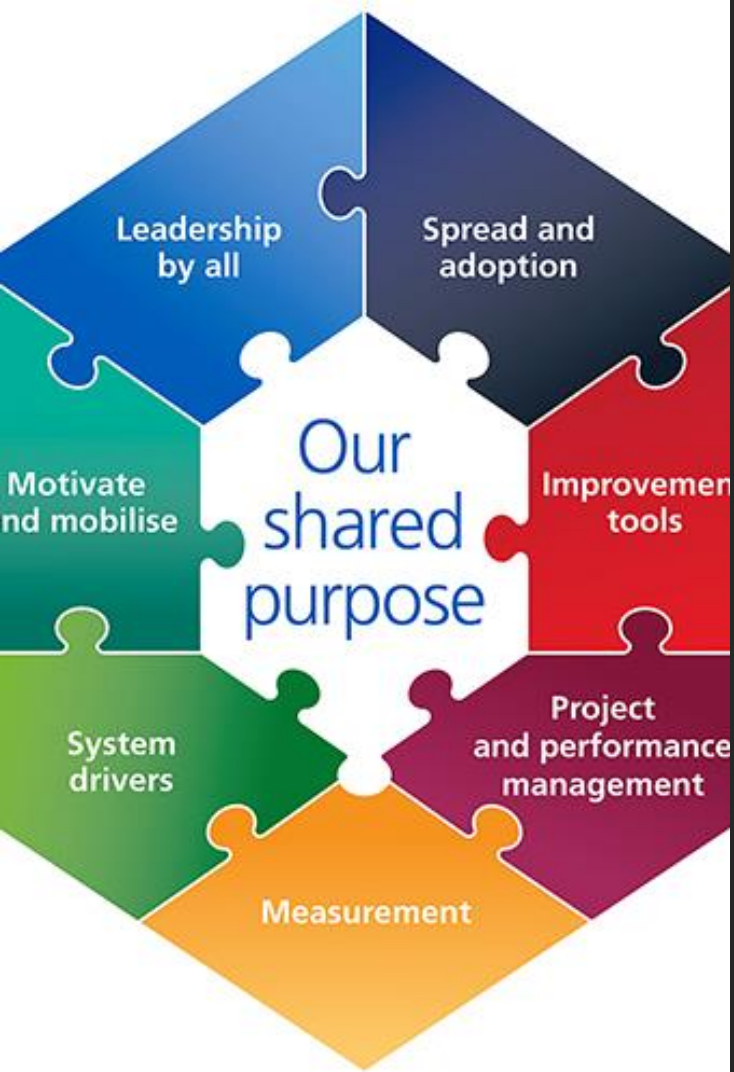 Leadership
by all
Spread and
adoption
Our
shared
purpose
Motivate
nd mobilise
Improvemen
tools
System
drivers
Project
and performance
management
Measurement